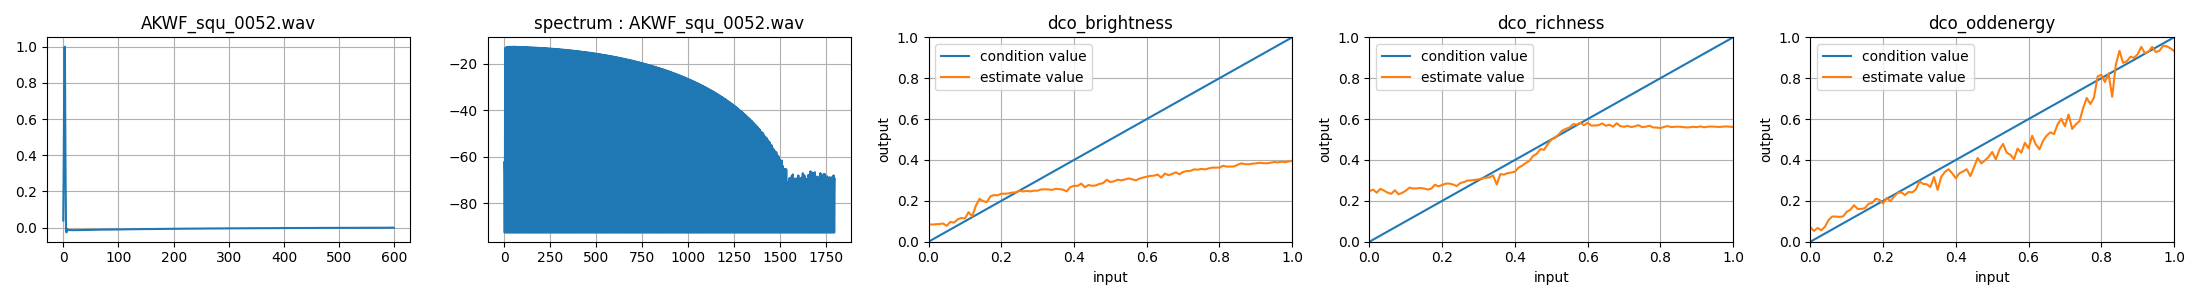 AKWF_squ_0052.wav
1.0
0.8
0.6
0.4
0.2
0.0
0 100 200 300 400 500 600
spectrum : AKWF_squ_0052.wav
−20
−40
−60
−80
0 250 500 750 1000 1250 1500 1750
dco_brightness
condition value
estimate value
output
1.0
0.8
0.6
0.4
0.2
0.0
0.0 0.2 0.4 0.6 0.8 1.0
input
dco_richness
condition value
estimate value
output
1.0
0.8
0.6
0.4
0.2
0.0
0.0 0.2 0.4 0.6 0.8 1.0
input
dco_oddenergy
condition value
estimate value
output
1.0
0.8
0.6
0.4
0.2
0.0
0.0 0.2 0.4 0.6 0.8 1.0
input